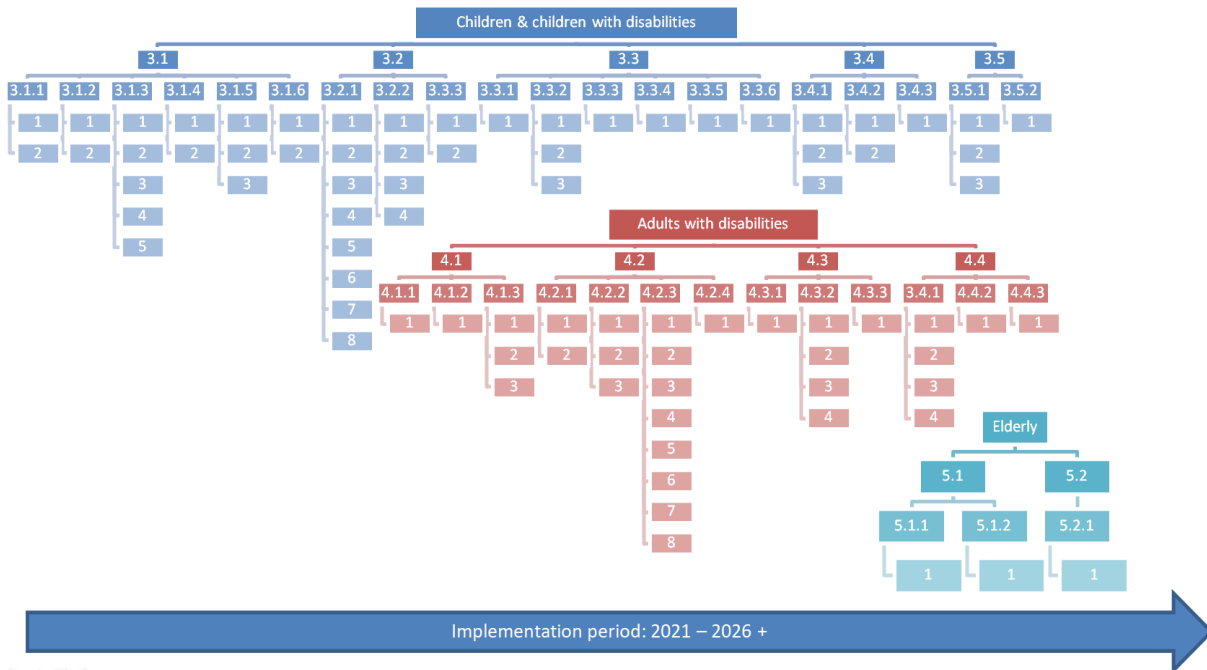 Children & children with disabilities
3.1 3.2 3.3 3.4 3.5
3.1.1 3.1.2 3.1.3 3.1.4 3.1.5 3.1.6 3.2.1 3.2.2 3.3.3 3.3.1 3.3.2 3.3.3 3.3.4 3.3.5 3.3.6 3.4.1 3.4.2 3.4.3 3.5.1 3.5.2
1 1 1 1 1 1 1 1 1 1 1 1 1 1 1 1 1 1 1 1
2 2 2 2 2 2 2 2 2 2 2 2 2
3 3 3 3 3 3 3
4 4 4
5 5
6
7
8
Adults with disabilities
4.1 4.2 4.3 4.4
4.1.1 4.1.2 4.1.3 4.2.1 4.2.2 4.2.3 4.2.4 4.3.1 4.3.2 4.3.3 3.4.1 4.4.2 4.4.3
1 1 1 1 1 1 1 1 1 1 1 1 1
2 2 2 2 2 2
3 3 3 3 3
4 4 4
5
6
7
8
Elderly
5.1 5.2
5.1.1 5.1.2 5.2.1
1 1 1
Implementation period: 2021 – 2026 +